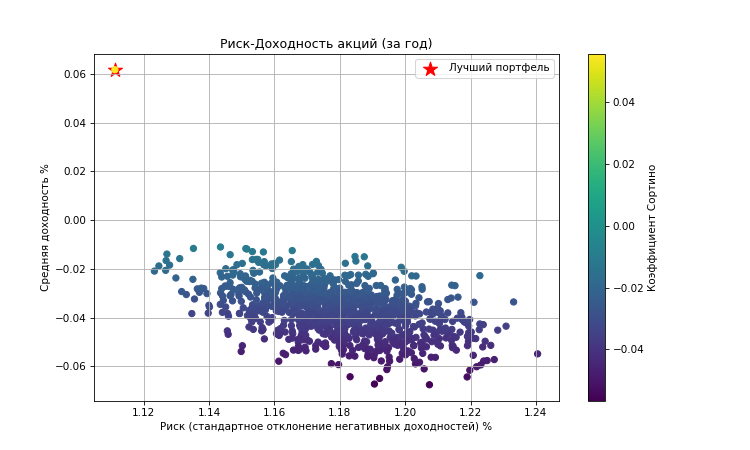 Риск-Доходность акций (за год)
Лучший портфель
0.06
0.04
0.02
0.00
−0.02
−0.04
−0.06
Средняя доходность %
1.12 1.14 1.16 1.18 1.20 1.22 1.24
Риск (стандартное отклонение негативных доходностей) %
0.04
0.02
0.00
−0.02
−0.04
Коэффициент Сортино